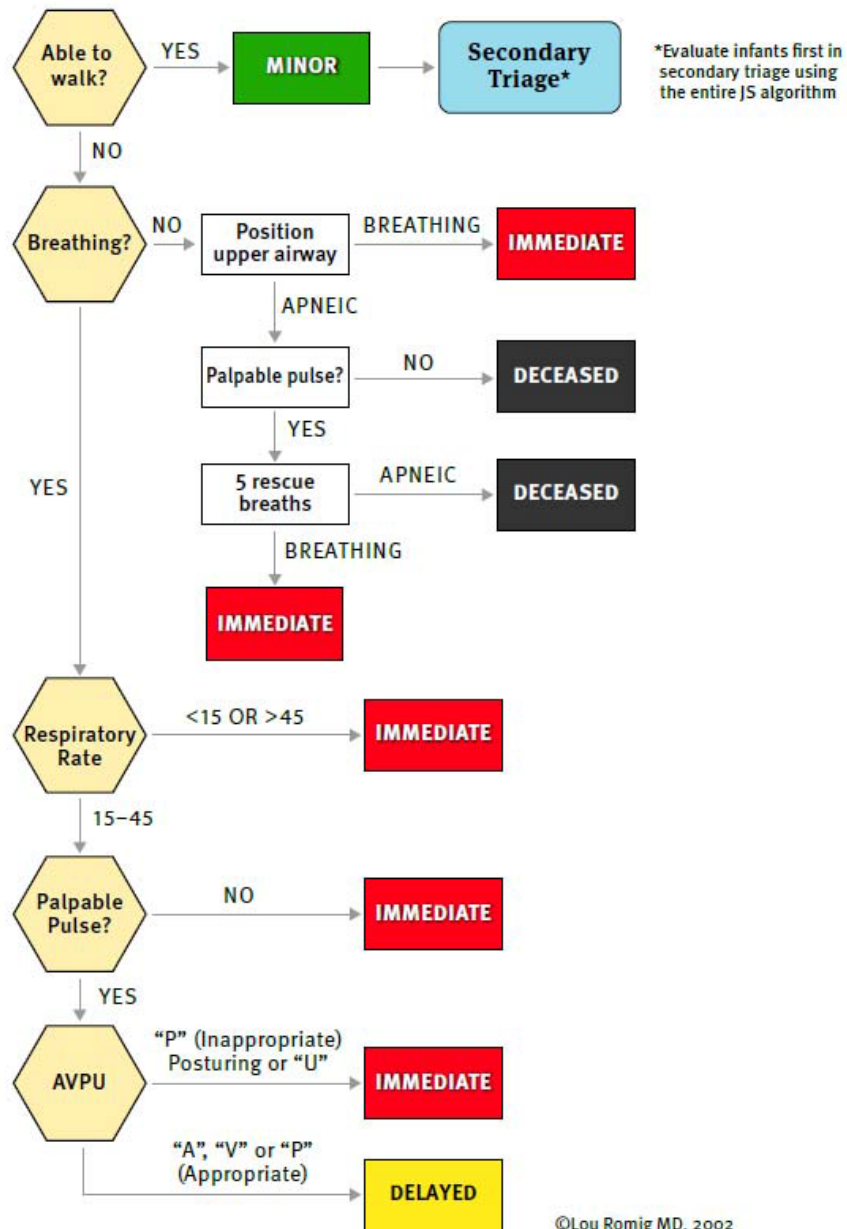 Able to
walk?
YES
MINOR
Secondary
Triage*
*Evaluate infants first in
secondary triage using
the entire JS algorithm
NO
Breathing?
NO
Position
upper airway
BREATHING
IMMEDIATE
APNEIC
Palpable pulse?
NO
DECEASED
YES
5 rescue
breaths
APNEIC
DECEASED
YES
BREATHING
IMMEDIATE
Respiratory
Rate
<15 OR >45
IMMEDIATE
15–45
Palpable
Pulse?
NO
IMMEDIATE
YES
AVPU
“P” (Inappropriate)
Posturing or “U”
IMMEDIATE
“A”, “V” or “P”
(Appropriate)
DELAYED
©Lou Romig MD, 2002